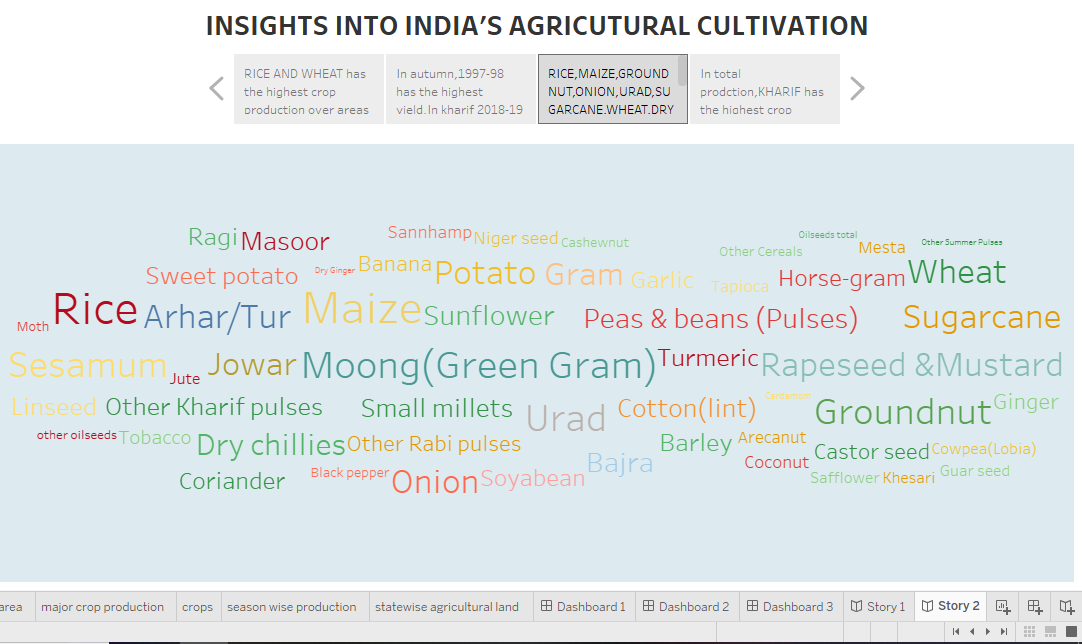 INSIGHTS INTO INDIA'S AGRICUTURAL CULTIVATION
RICE AND WHEAT has
the highest crop
production over areas
In autumn,1997-98
has the highest
yield.In kharif 2018-19
RICE,MAIZE,GROUND
NUT,ONION,URAD,SU
GARCANE.WHEAT.DRY
In total
prodction,KHARIF has
the highest crop
Ragi
Masoor
Sannhamp
Niger seed
Cashewnut
Other Cereals
Oilseeds total
Mesta
Other Summer Pulses
Sweet potato
Dry Ginger
Banana
Potato
Gram
Garlic
Tapioca
Horse-gram
Wheat
Moth
Rice
Arhar/Tur
Maize
Sunflower
Peas & beans (Pulses)
Sugarcane
Sesamum
Jute
Jowar
Moong(Green Gram)
Turmeric
Rapeseed &Mustard
Linseed
Other Kharif pulses
Small millets
Urad
Cotton(lint)
Cardamom
Groundnut
Ginger
other oilseeds
Tobacco
Dry chillies
Other Rabi pulses
Barley
Arecanut
Castor seed
Cowpea(Lobia)
Coriander
Black pepper
Onion
Soyabean
Bajra
Coconut
Safflower
Khesari
Guar seed
area
major crop production
crops
season wise production
statewise agricultural land
Dashboard 1
Dashboard 2
Dashboard 3
Story 1
Story 2